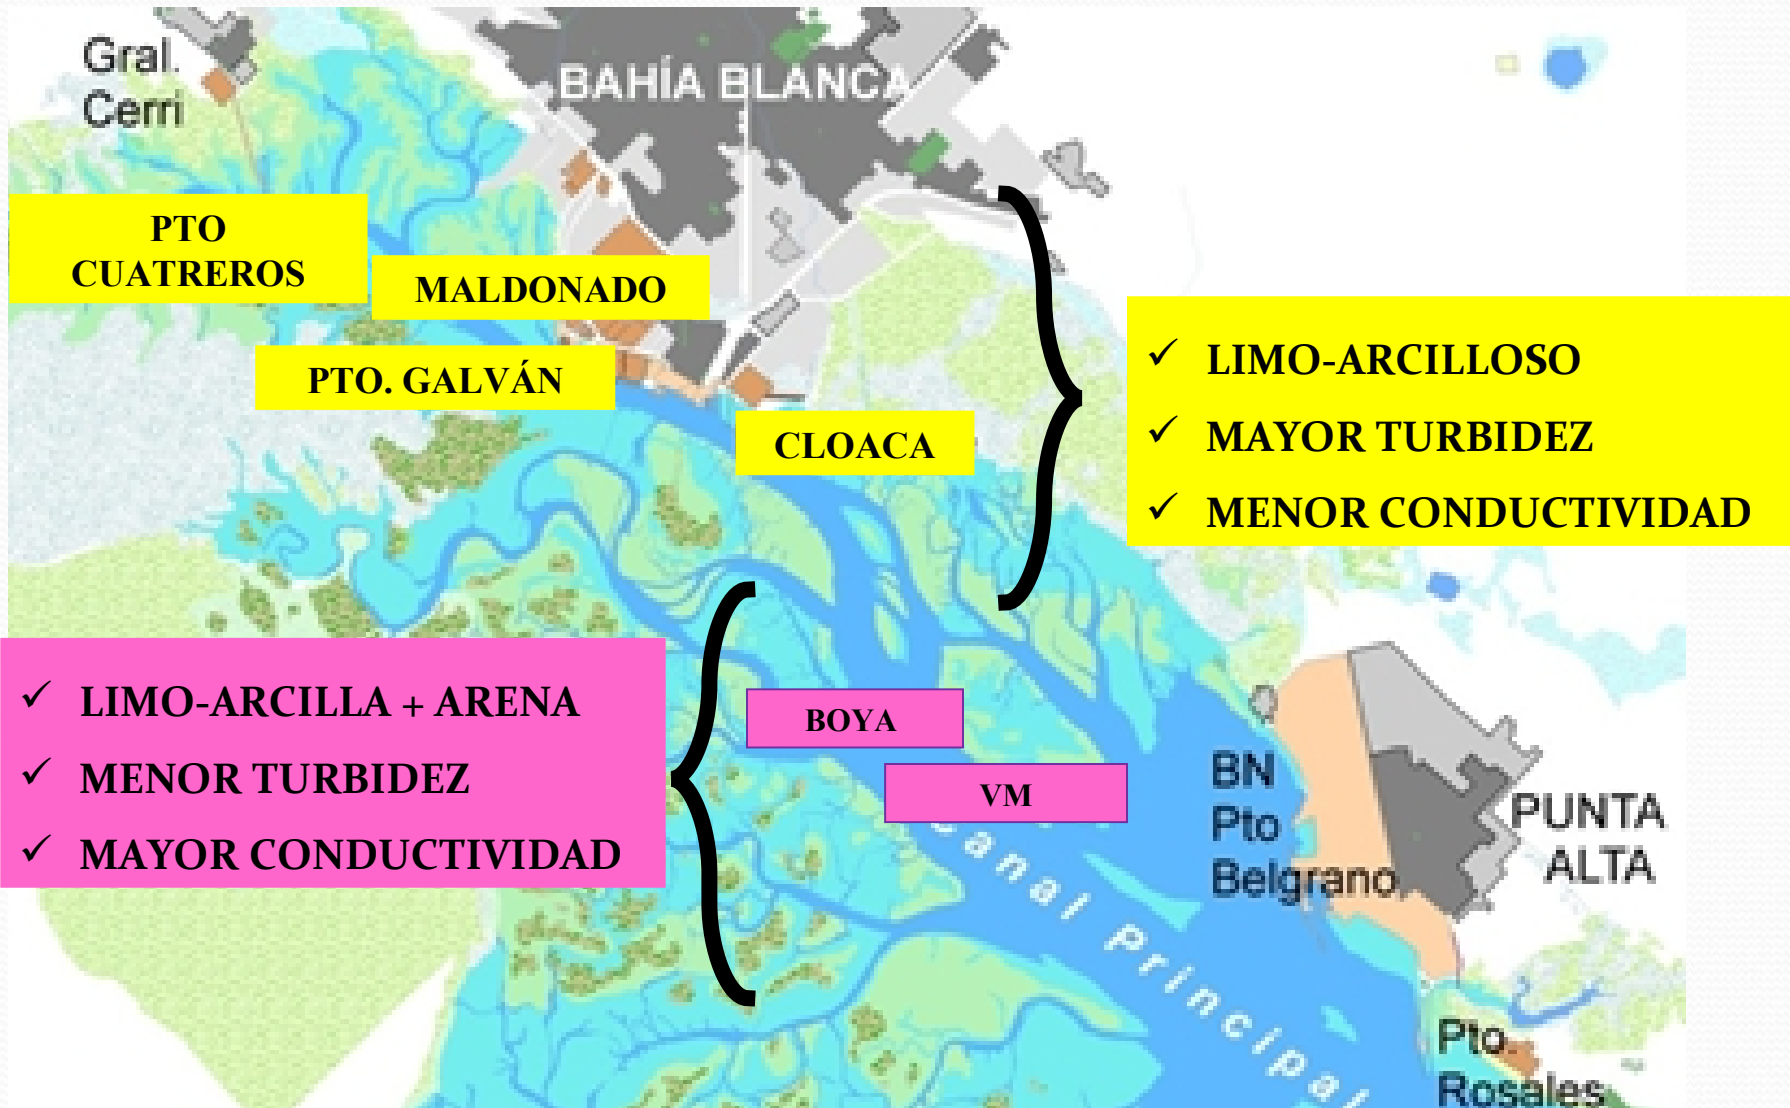 Gral.
Cerri
BAHÍA BLANCA
PTO
CUATREROS
MALDONADO
PTO. GALVÁN
CLOACA
✓ LIMO-ARCILLOSO
✓ MAYOR TURBIDEZ
✓ MENOR CONDUCTIVIDAD
✓ LIMO-ARCILLA + ARENA
✓ MENOR TURBIDEZ
✓ MAYOR CONDUCTIVIDAD
BOYA
VM
Canal Principal
BN
Pto
Belgrano
PUNTA
ALTA
Pto.
Rosales